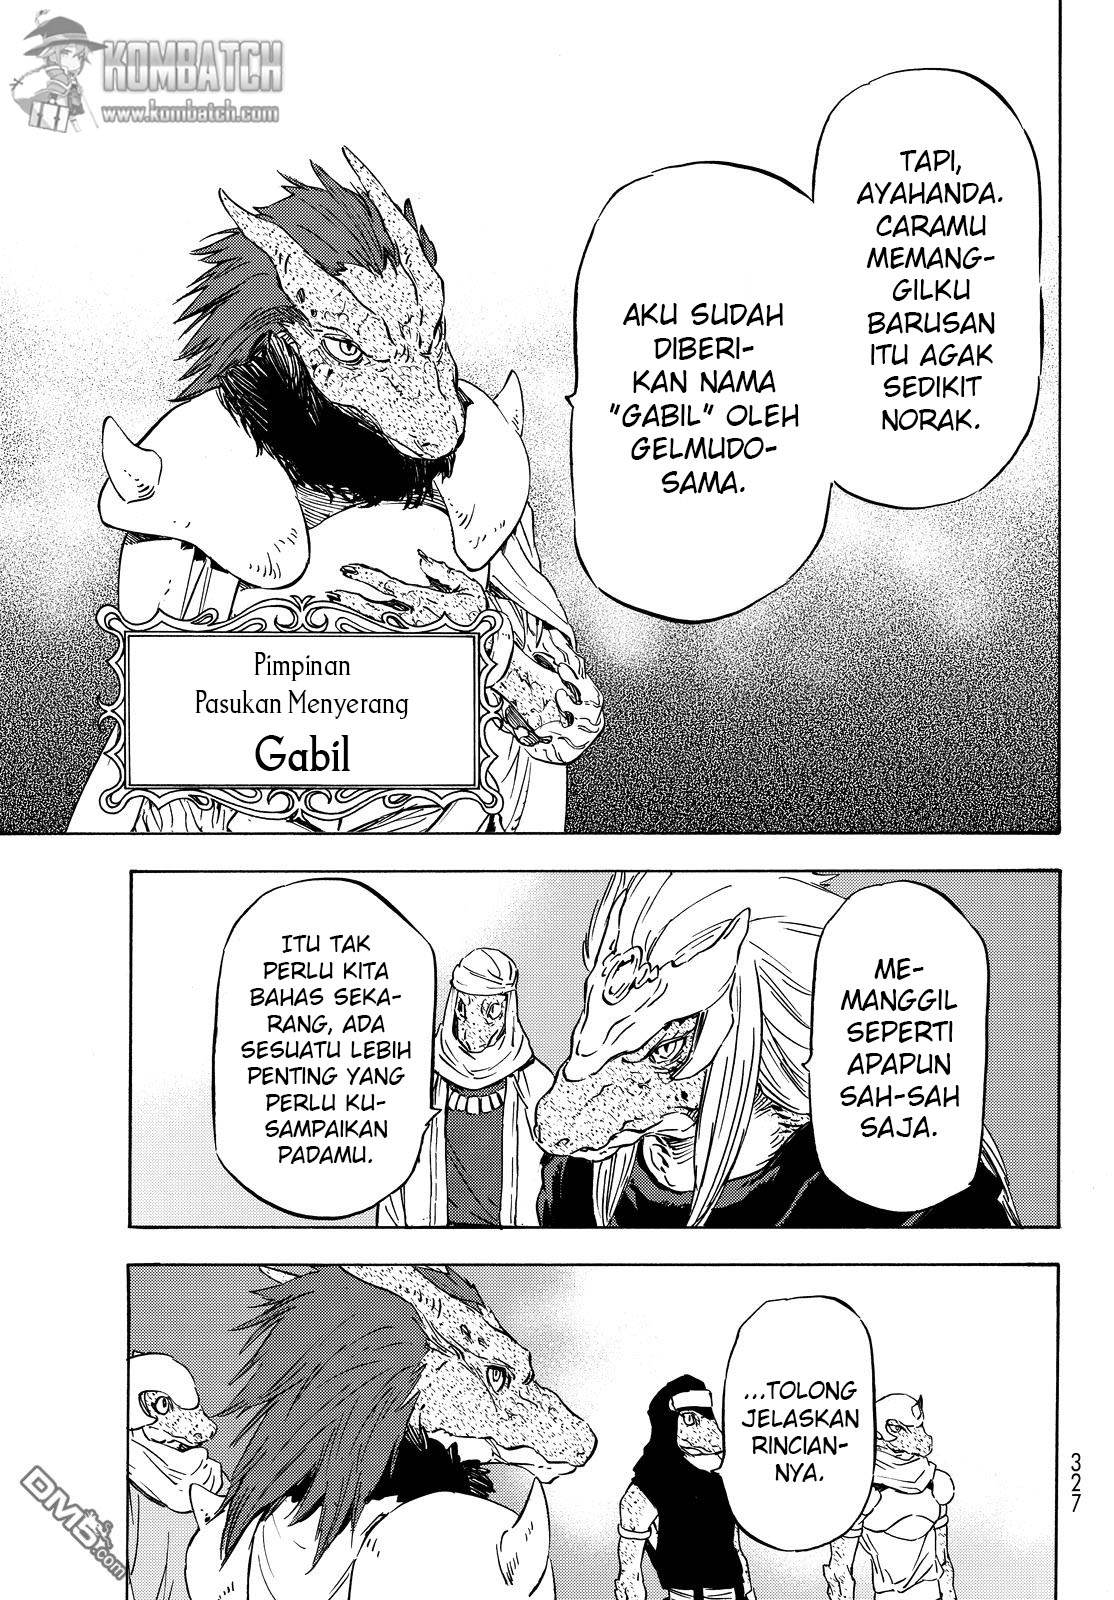 KOMBATCH
www.kombatch.com
TAPI,
AYAHANDA.
CARAMU
MEMANG-
GILKU
BARUSAN
ITU AGAK
SEDIKIT
NORAK.
AKU SUDAH
DIBERI-
KAN NAMA
"GABIL" OLEH
GELMUDO-
SAMA.
Pimpinan
Pasukan Menyerang
Gabil
ME-
MANGGIL
SEPERTI
APAPUN
SAH-SAH
SAJA.
ITU TAK
PERLU KITA
BAHAS SEKA-
RANG, ADA
SESUATU LEBIH
PENTING YANG
PERLU KU-
SAMPAIKAN
PADAMU.
...TOLONG
JELASKAN
RINCIAN-
NYA.
327
DMB.com